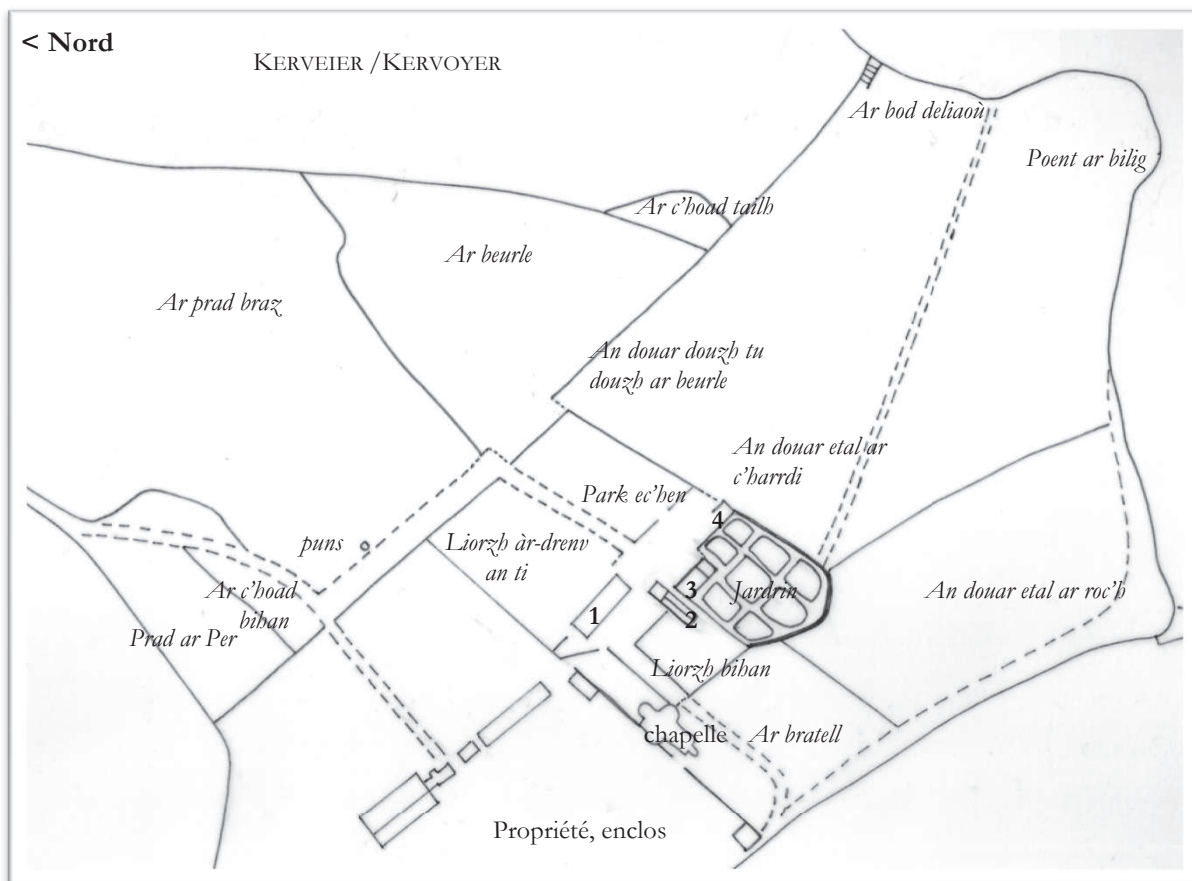 < Nord
KERVEIER /KERVOYER
Ar bod deliaoù
Poent ar bilig
Ar c'hoad tailh
Ar beurle
Ar prad braz
An douar douzh tu
douzh ar beurle
An douar etal ar
c'harrdi
Park ec'hen
4
puns
Liorzh àr-drenv
an ti
Ar c'hoad
bihan
Prad ar Per
1
3
2
Jardrin
An douar etal ar roc'h
Liorzh bihan
chapelle
Ar bratell
Propriété, enclos